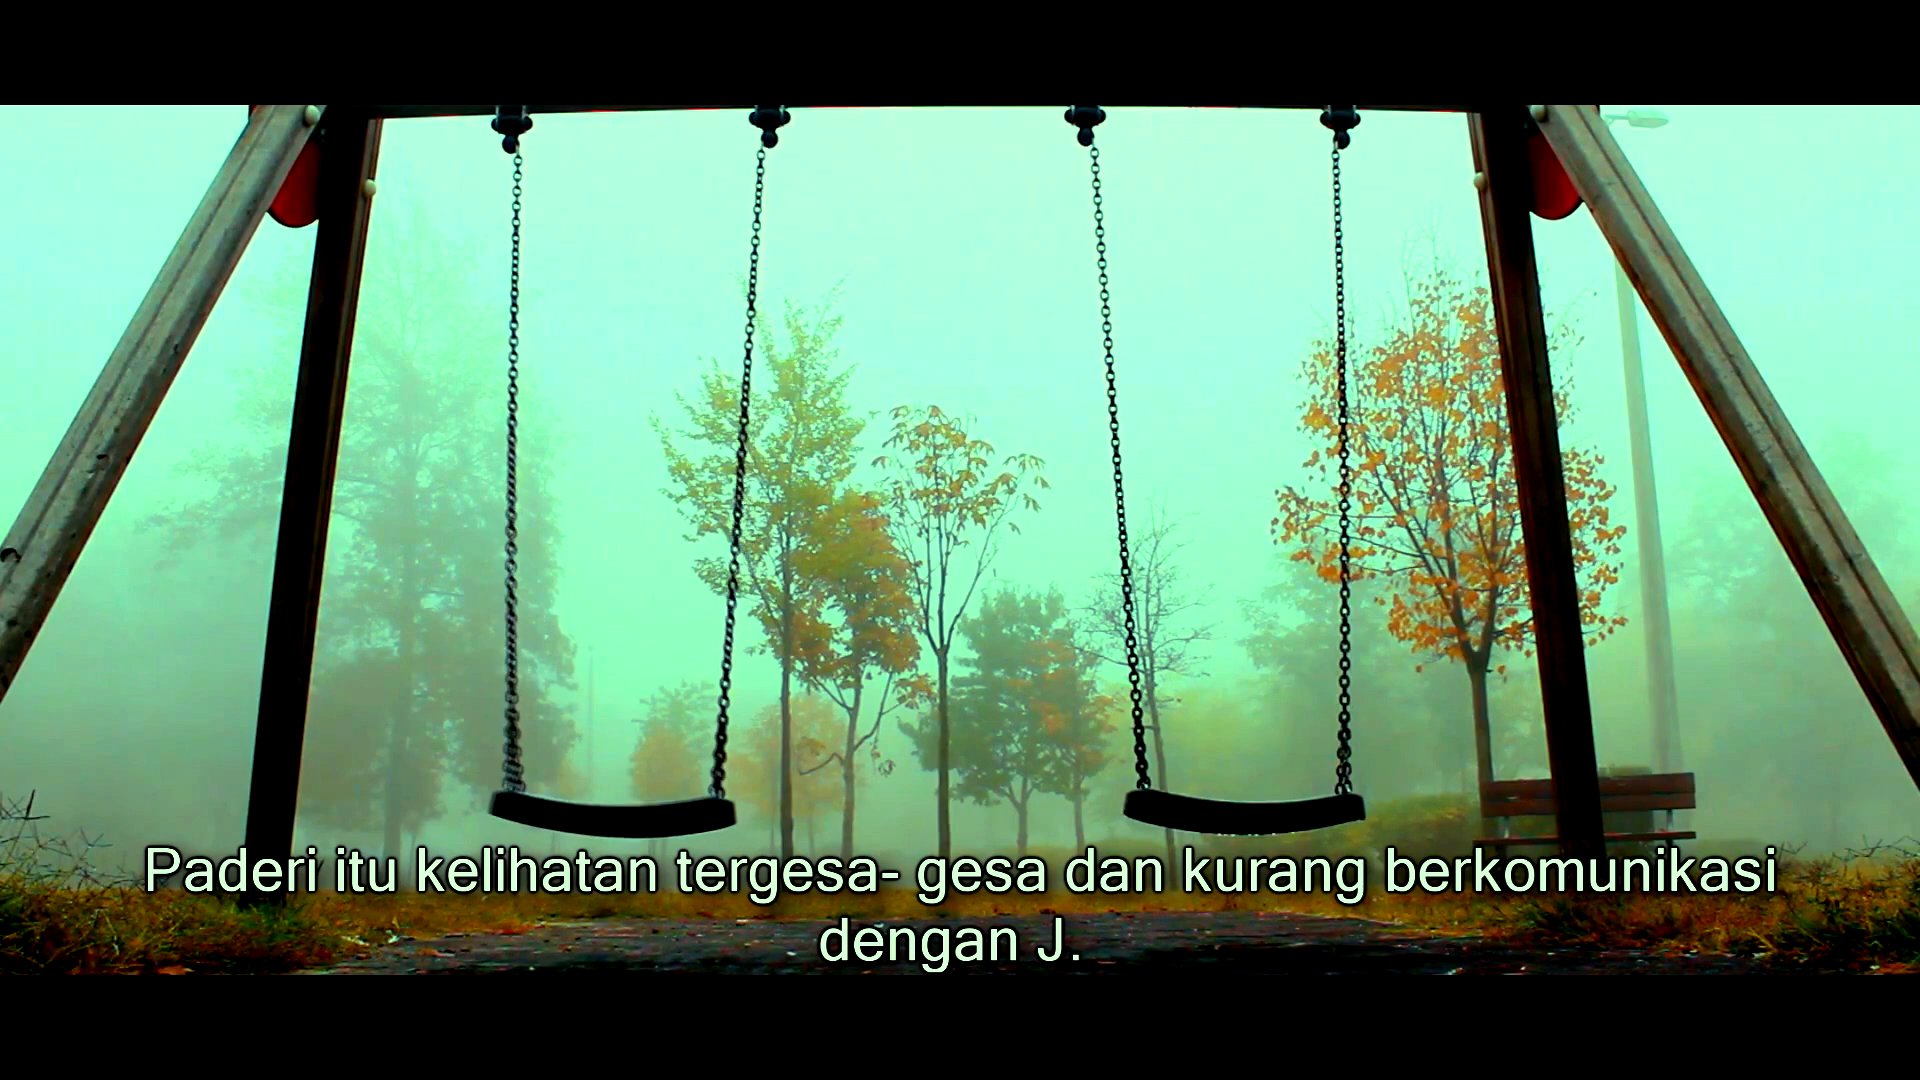 Paderi itu kelihatan tergesa- gesa dan kurang berkomunikasi
dengan J.